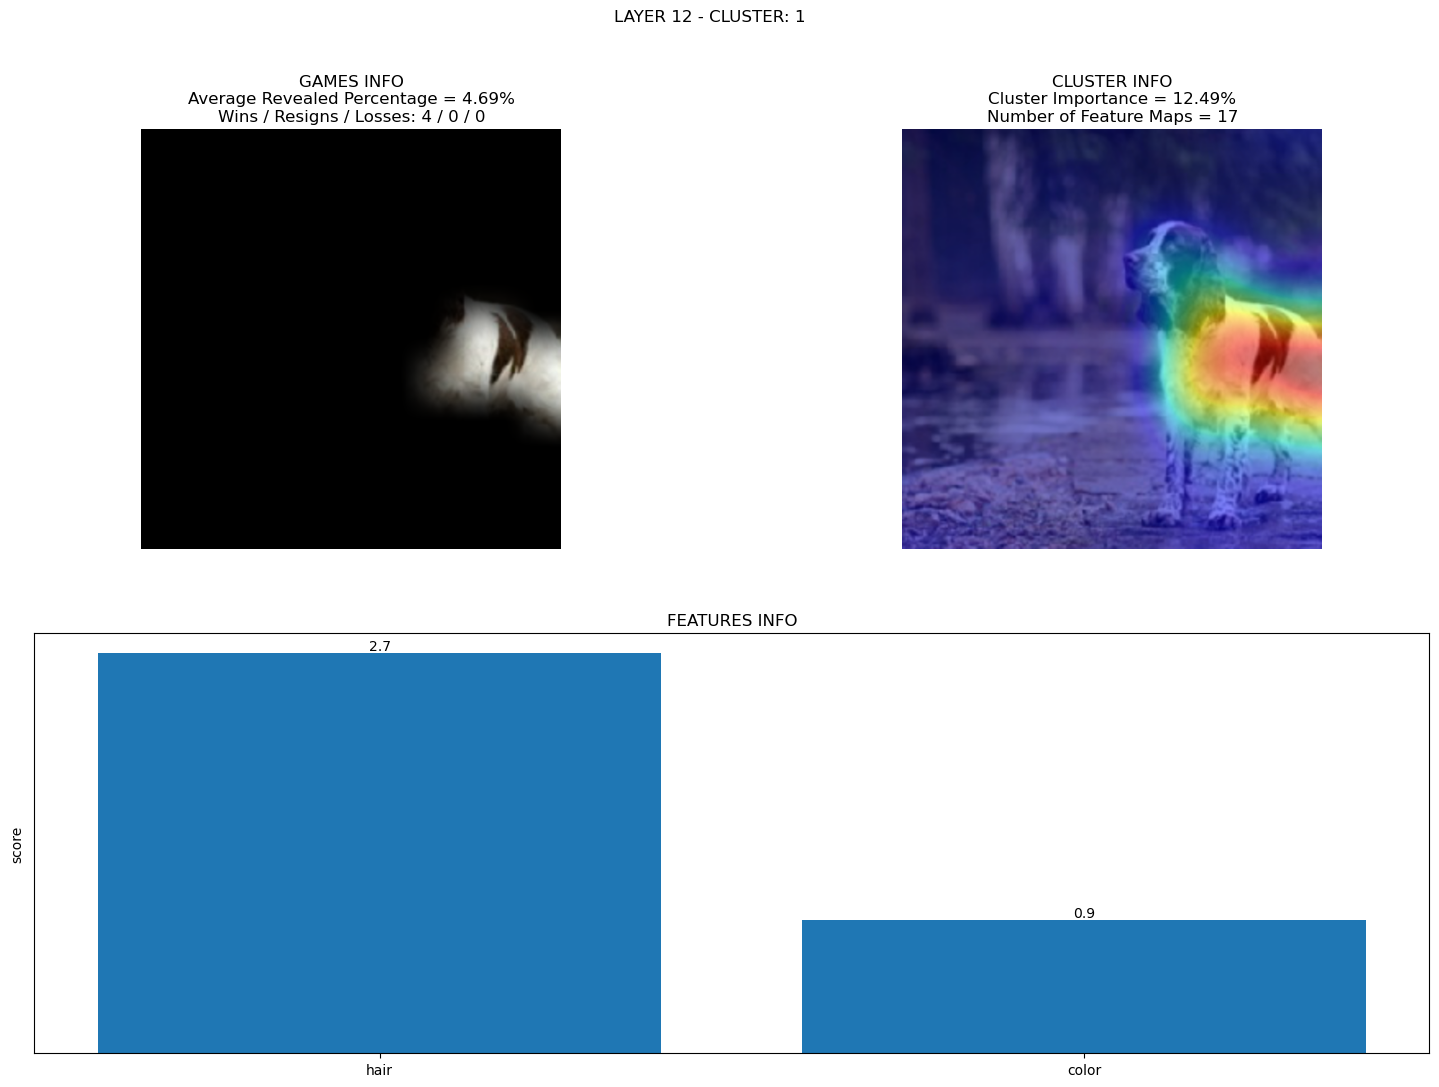 LAYER 12 - CLUSTER: 1
GAMES INFO
Average Revealed Percentage = 4.69%
Wins / Resigns / Losses: 4 / 0 / 0
CLUSTER INFO
Cluster Importance = 12.49%
Number of Feature Maps = 17
FEATURES INFO
2.7
0.9
score
hair
color